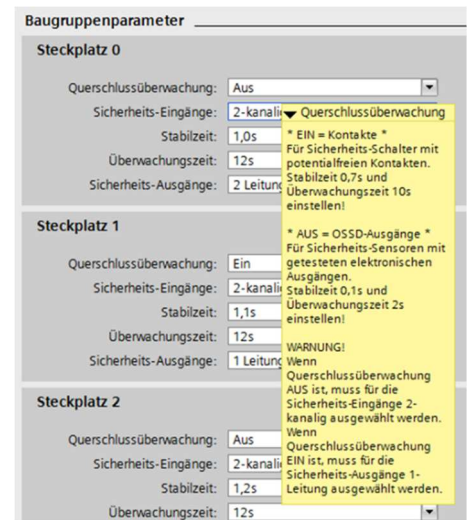 Baugruppenparameter
Steckplatz 0
Querschlussüberwachung: Aus
Sicherheits-Eingänge: 2-kanalig
Stabilzeit: 1,0s
Überwachungszeit: 12s
Sicherheits-Ausgänge: 2 Leitung
Steckplatz 1
Querschlussüberwachung: Ein
Sicherheits-Eingänge: 2-kanalig
Stabilzeit: 1,1s
Überwachungszeit: 12s
Sicherheits-Ausgänge: 1 Leitung
Steckplatz 2
Querschlussüberwachung: Aus
Sicherheits-Eingänge: 2-kanalig
Stabilzeit: 1,2s
Überwachungszeit: 12s
Querschlussüberwachung
* EIN = Kontakte *
Für Sicherheits-Schalter mit
potentialfreien Kontakten.
Stabilzeit 0,7s und
Überwachungszeit 10s
einstellen!
* AUS = OSSD-Ausgänge *
Für Sicherheits-Sensoren mit
getesteten elektronischen
Ausgängen.
Stabilzeit 0,1s und
Überwachungszeit 2s
einstellen!
WARNUNG!
Wenn
Querschlussüberwachung
AUS ist, muss für die
Sicherheits-Eingänge 2-
kanalig ausgewählt werden.
Wenn
Querschlussüberwachung
EIN ist, muss für die
Sicherheits-Ausgänge 1-
Leitung ausgewählt werden.